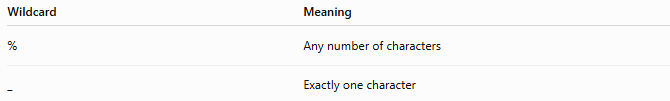 Wildcard Meaning
% Any number of characters
_ Exactly one character